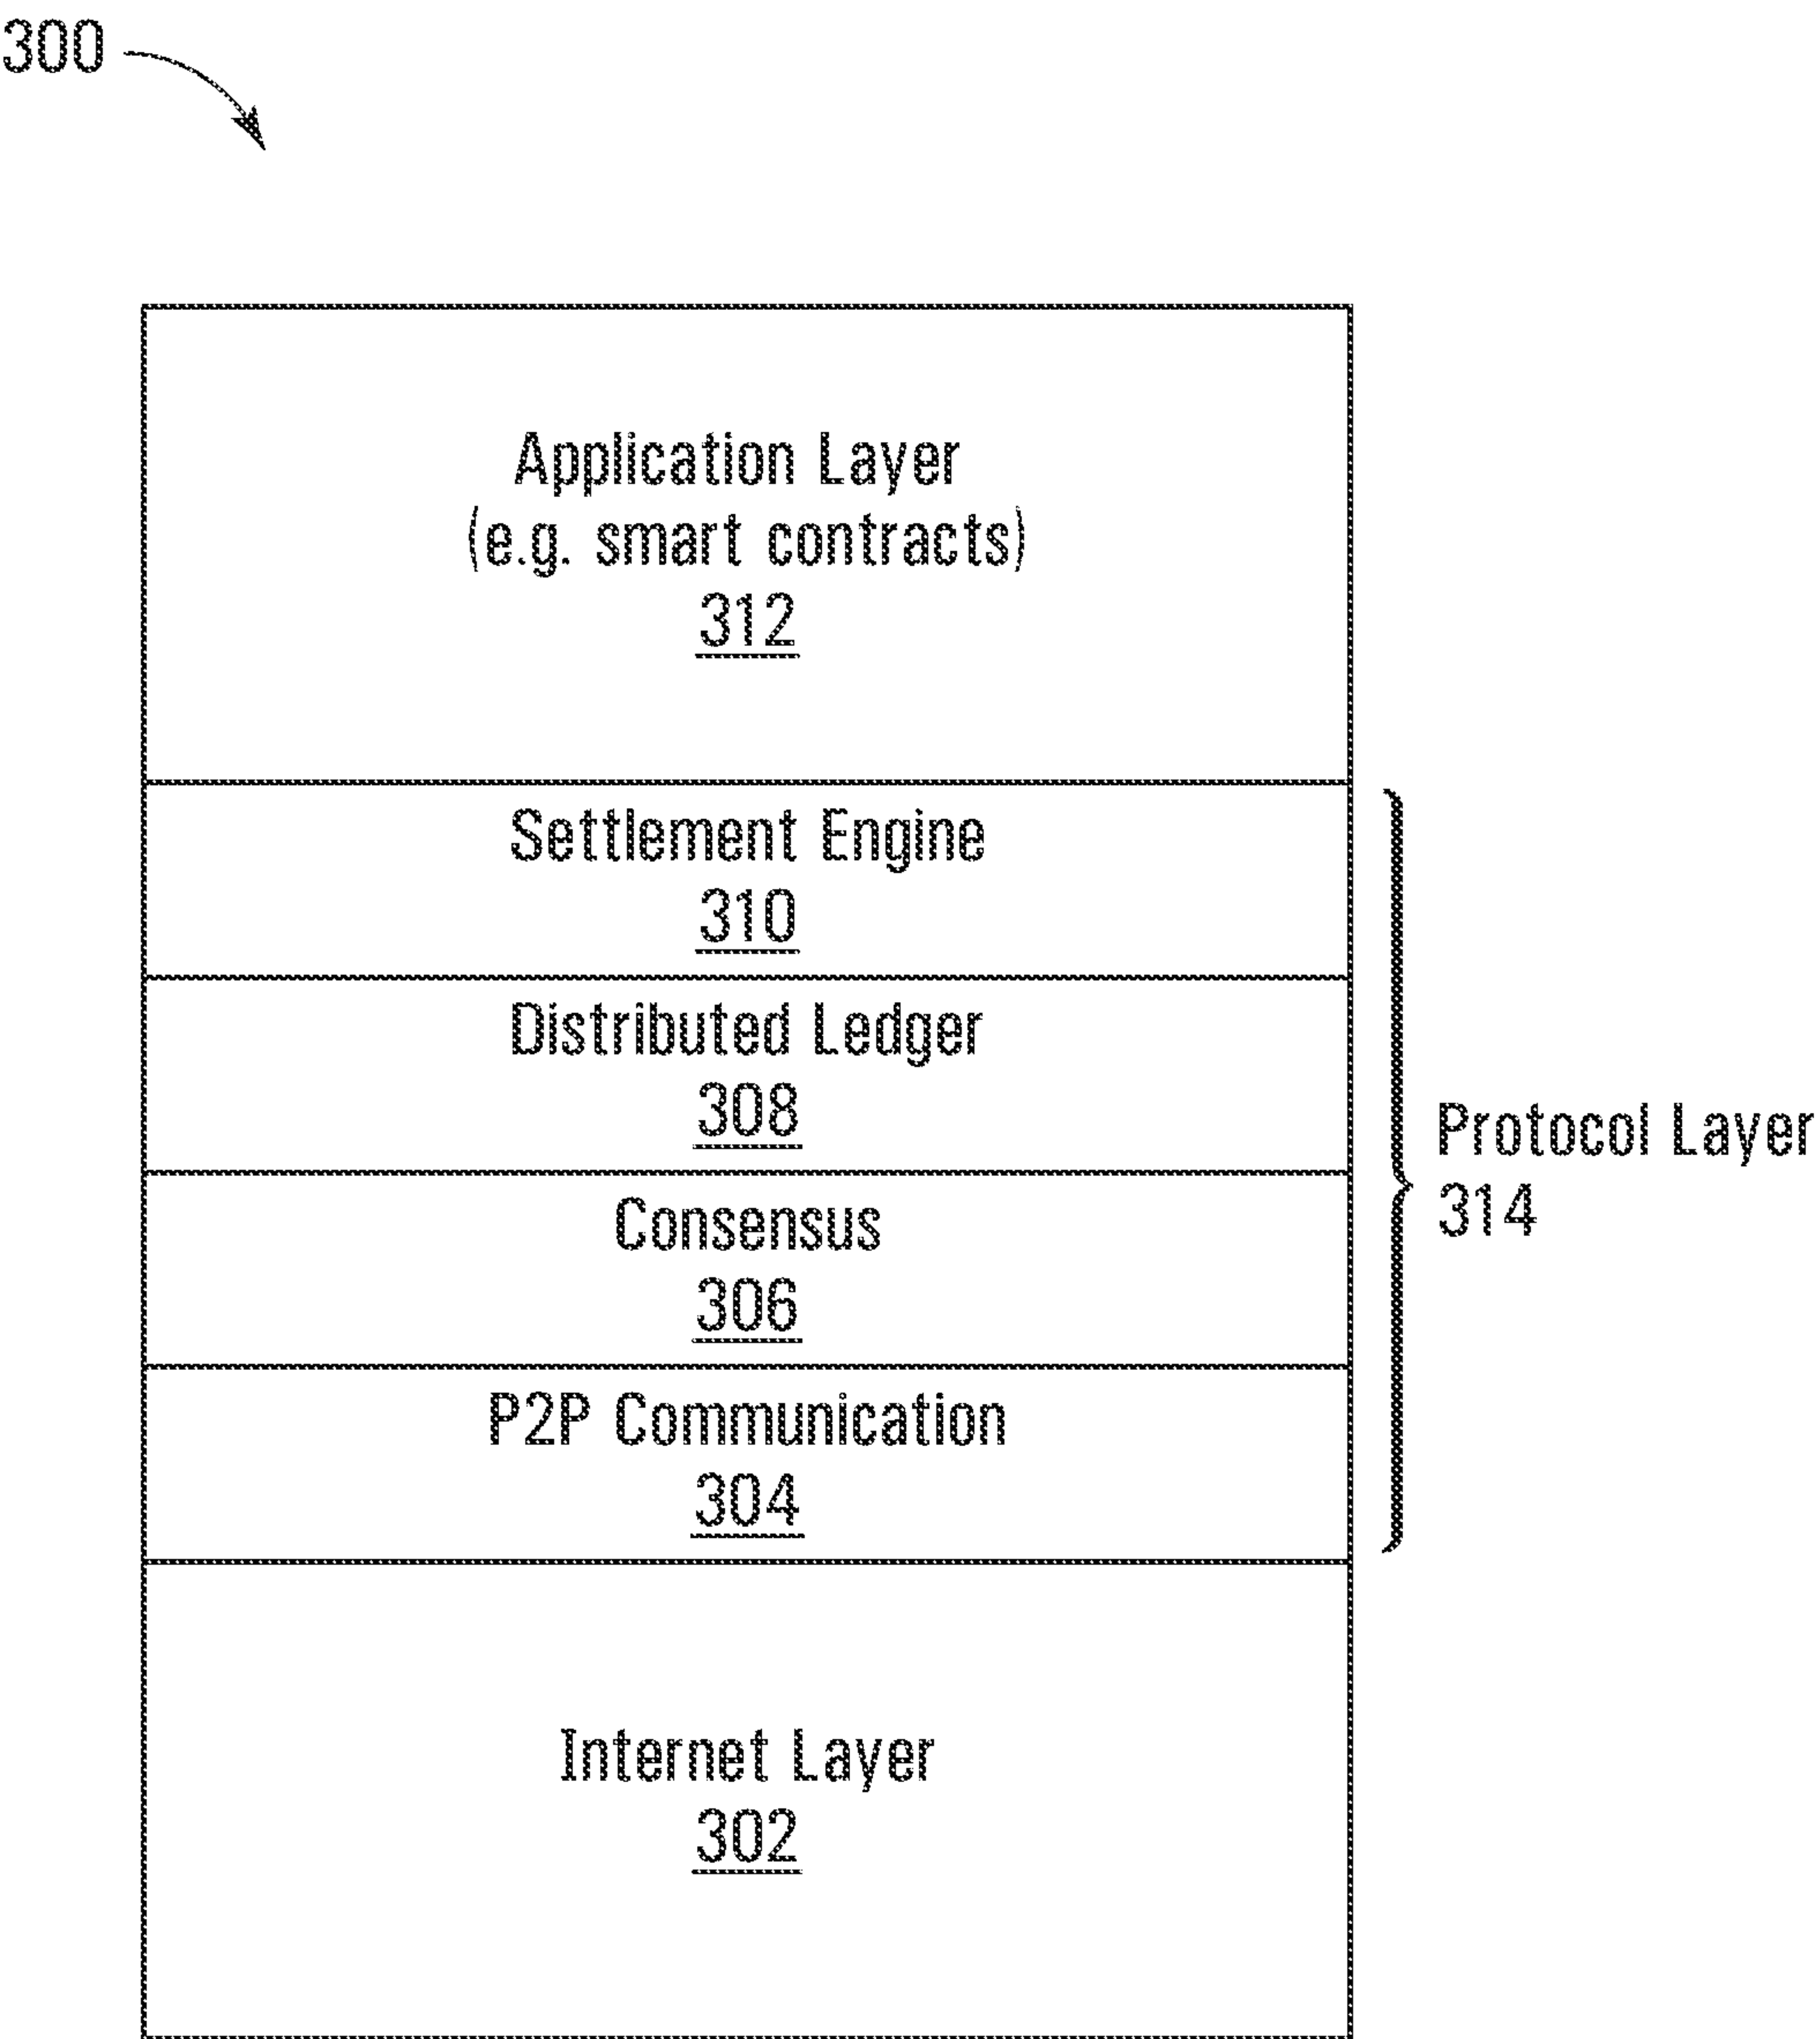 300
Application Layer
(e.g. smart contracts)
312
Settlement Engine
310
Distributed Ledger
308
Consensus
306
P2P Communication
304
Protocol Layer
314
Internet Layer
302